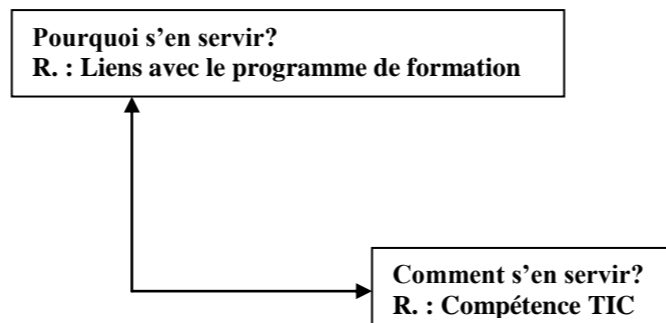 Pourquoi s’en servir?
R. : Liens avec le programme de formation
Comment s’en servir?
R. : Compétence TIC